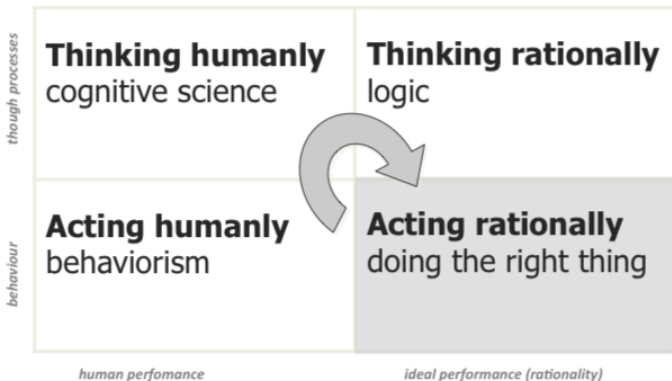 though processes
Thinking humanly
cognitive science
Thinking rationally
logic
behaviour
Acting humanly
behaviorism
Acting rationally
doing the right thing
human perfomance
ideal performance (rationality)